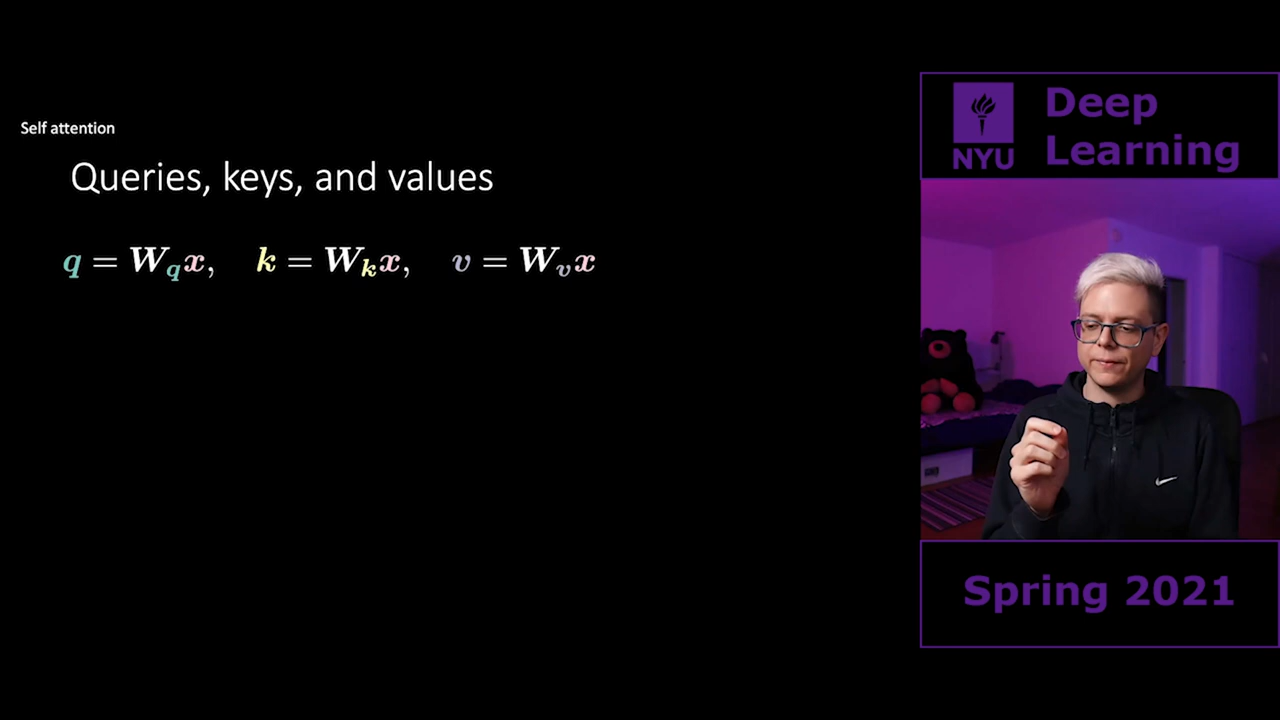 Self attention
Queries, keys, and values
q = W_q x, k = W_k x, v = W_v x
NYU
Deep
Learning
Spring 2021